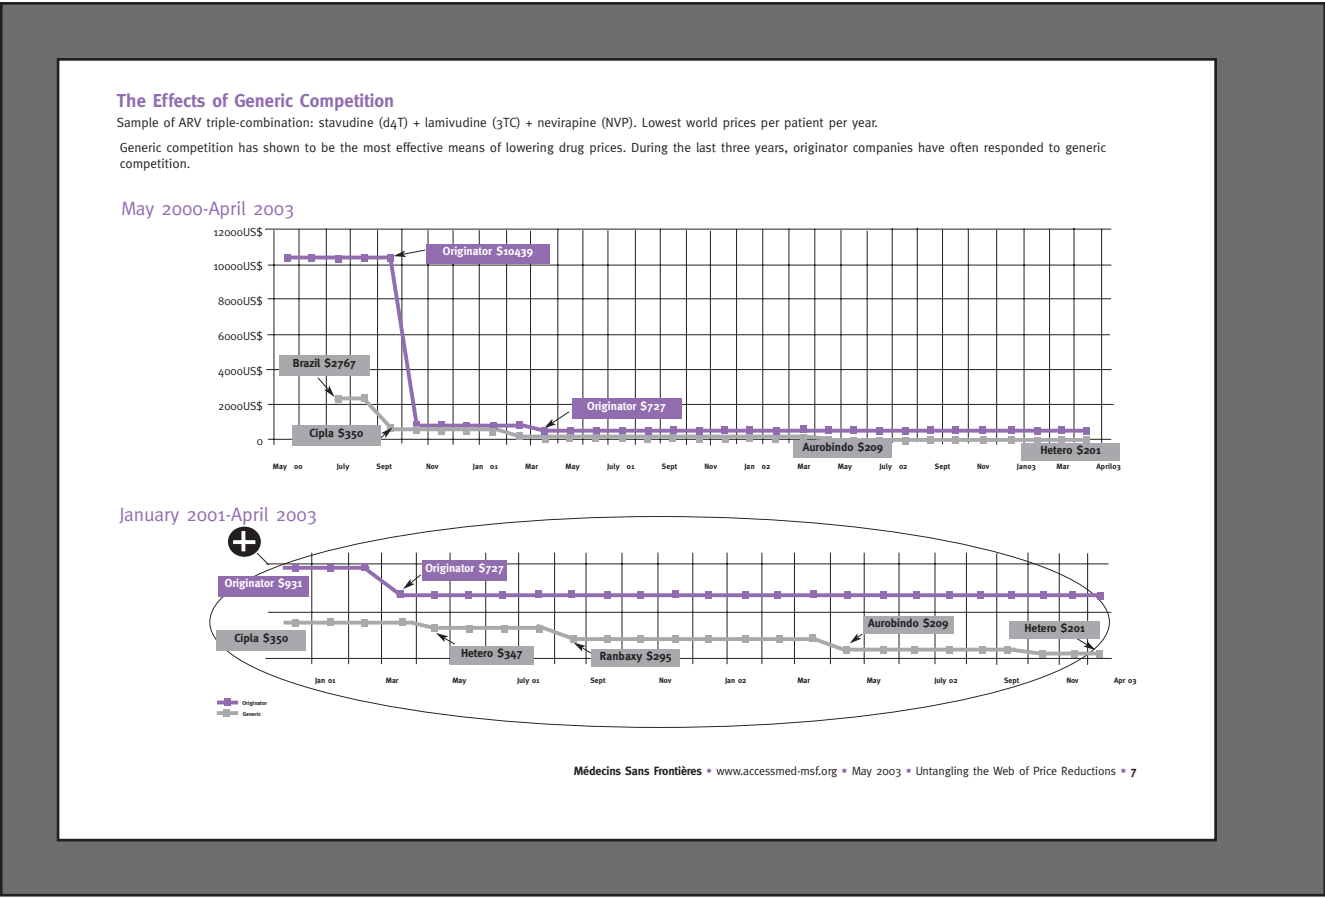 The Effects of Generic Competition
Sample of ARV triple-combination: stavudine (d4T) + lamivudine (3TC) + nevirapine (NVP). Lowest world prices per patient per year.
Generic competition has shown to be the most effective means of lowering drug prices. During the last three years, originator companies have often responded to generic
competition.
May 2000-April 2003
12000US$
Originator $10439
10000US$
8000US$
6000US$
Brazil $2767
4000US$
2000US$
Originator $727
Cipla $350
0
Aurobindo $209
Hetero $201
May 00 July Sept Nov Jan 01 Mar May July 01 Sept Nov Jan 02 Mar May July 02 Sept Nov Jan03 Mar April03
January 2001-April 2003
Originator $931
Originator $727
Cipla $350
Hetero $347
Ranbaxy $295
Aurobindo $209
Hetero $201
Jan 01 Mar May July 01 Sept Nov Jan 02 Mar May July 02 Sept Nov Apr 03
Originator
Generic
Médecins Sans Frontières • www.accessmed-msf.org • May 2003 • Untangling the Web of Price Reductions • 7